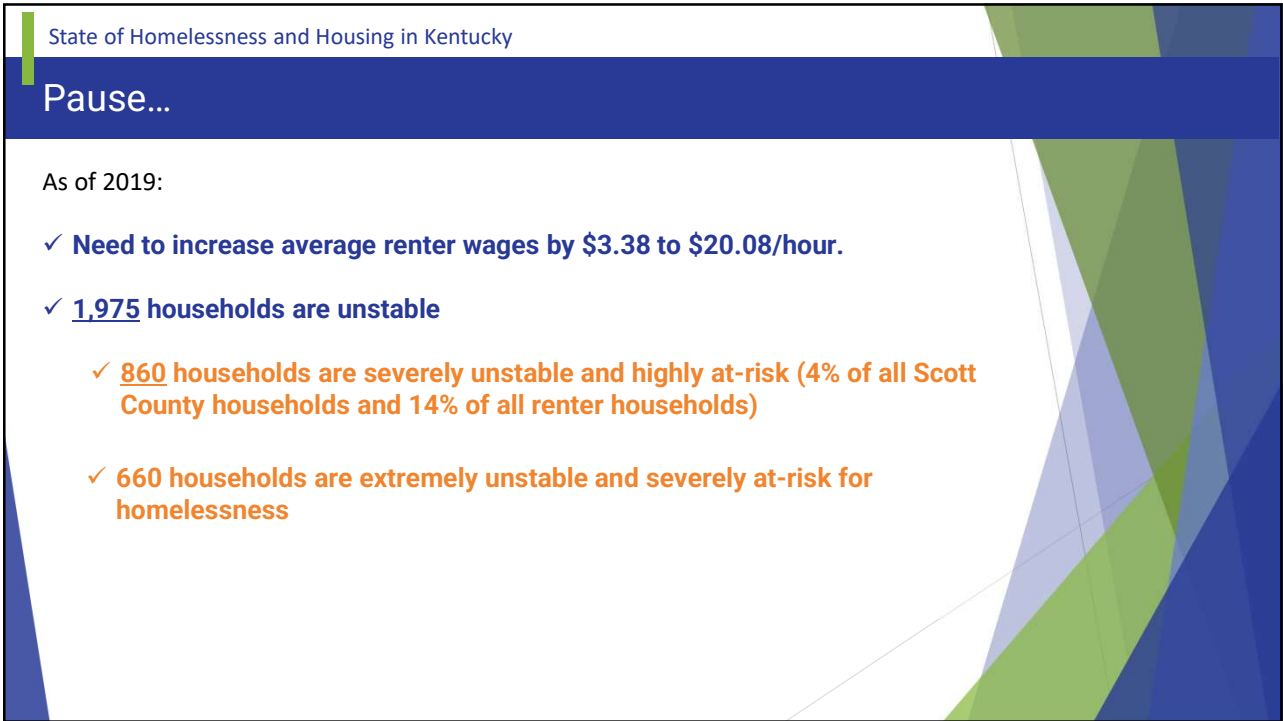 State of Homelessness and Housing in Kentucky
Pause…
As of 2019:
✓ Need to increase average renter wages by $3.38 to $20.08/hour.
✓ 1,975 households are unstable
✓ 860 households are severely unstable and highly at-risk (4% of all Scott
County households and 14% of all renter households)
✓ 660 households are extremely unstable and severely at-risk for
homelessness